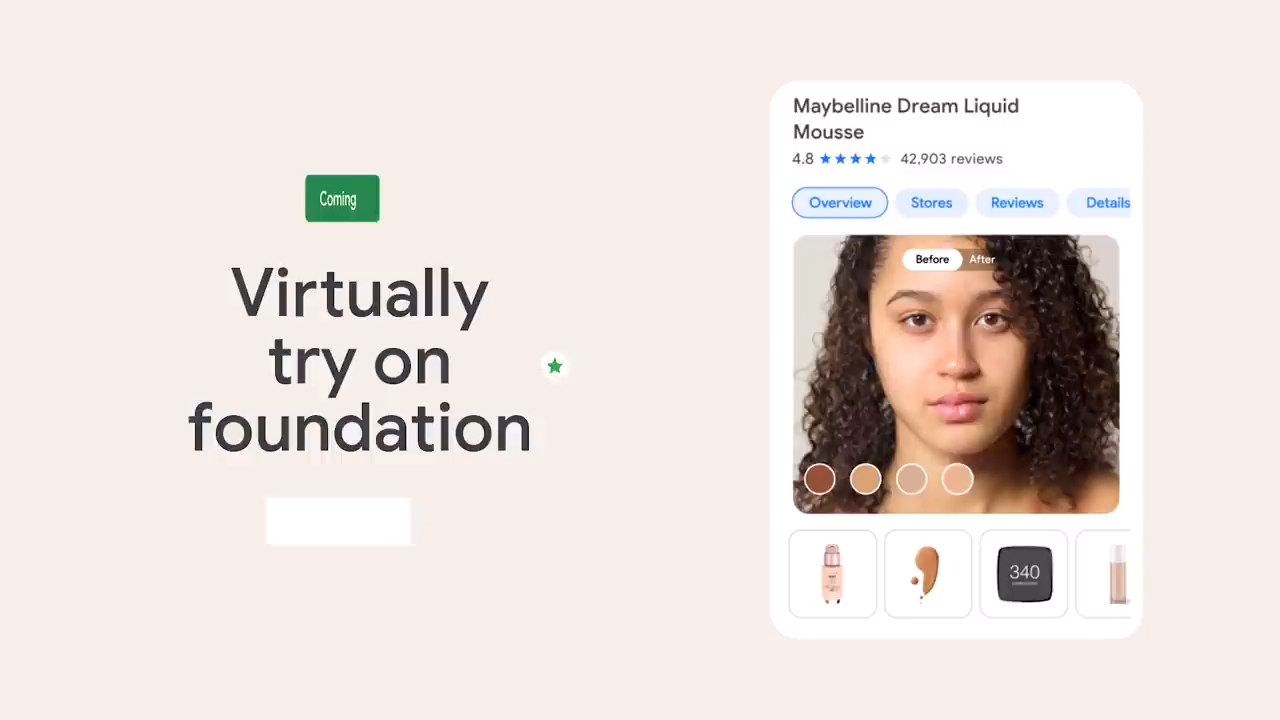 Coming
Virtually
try on
foundation
Maybelline Dream Liquid
Mousse
4.8 42,903 reviews
Overview Stores Reviews Details
Before After
340